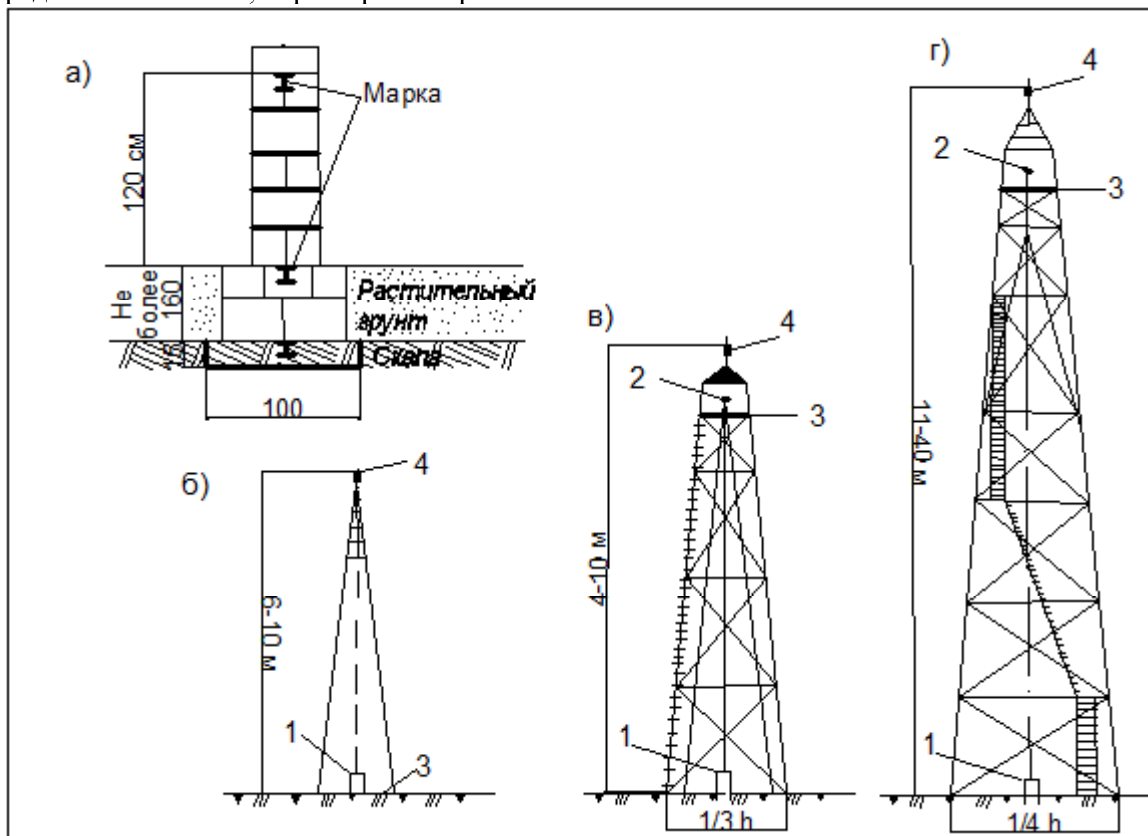 а)
Марка
120 см
Не более 160
Растительный
грунт
15
Скала
100
б)
4
6-10 м
1
3
в)
4
2
3
4-10 м
1
1/3 h
г)
4
2
3
11-40 м
1
1/4 h